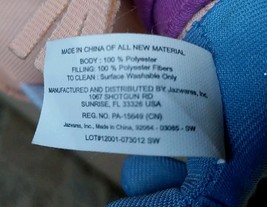 MADE IN CHINA OF ALL NEW MATERIAL
BODY : 100 % Polyester
FILLING: 100 % Polyester Fibers
TO CLEAN : Surface Washable Only
MANUFACTURED AND DISTRIBUTED BY Jazwares, Inc.
1067 SHOTGUN RD
SUNRISE, FL 33326 USA
REG. NO. PA-15649 (CN)
Jazwares, Inc., Made in China, 92064 - 03085 - SW
LOT#12001-073012 SW